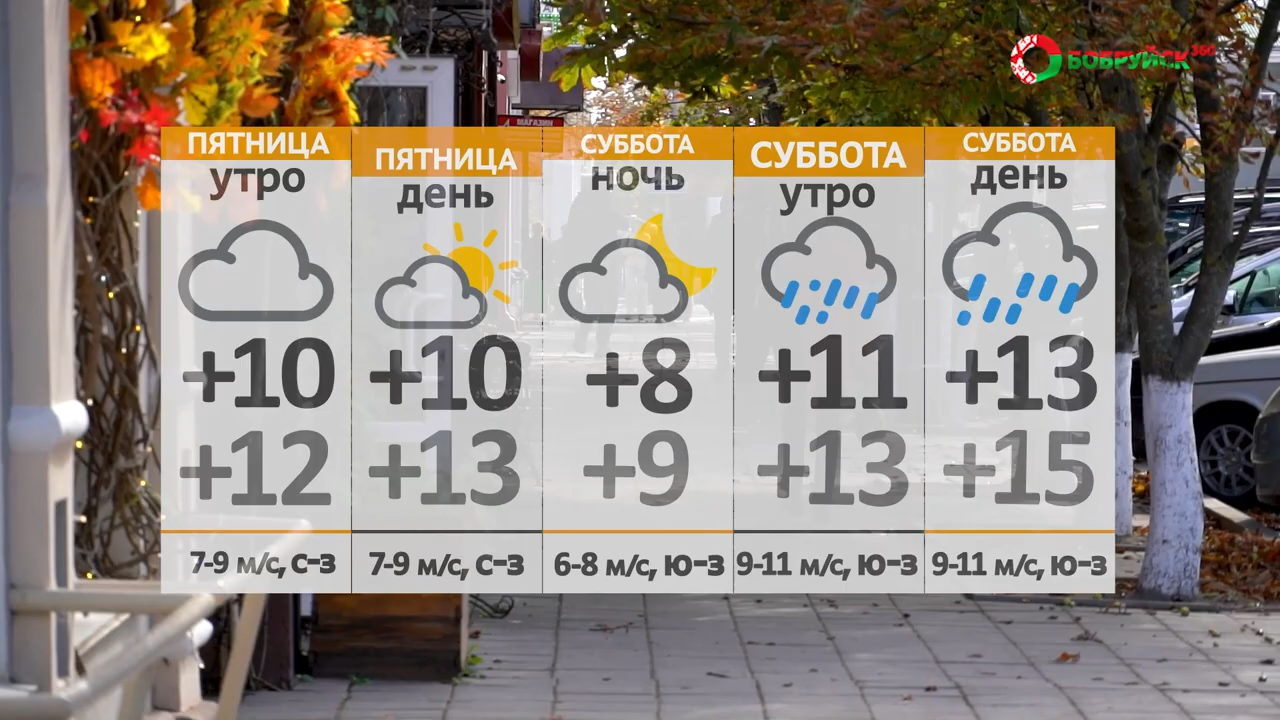 БОБРУЙСК 360
МАГАЗИН
ПЯТНИЦА
утро
+10
+12
7-9 м/с, с-з
ПЯТНИЦА
день
+10
+13
7-9 м/с, с-з
СУББОТА
ночь
+8
+9
6-8 м/с, ю-з
СУББОТА
утро
+11
+13
9-11 м/с, ю-з
СУББОТА
день
+13
+15
9-11 м/с, ю-з